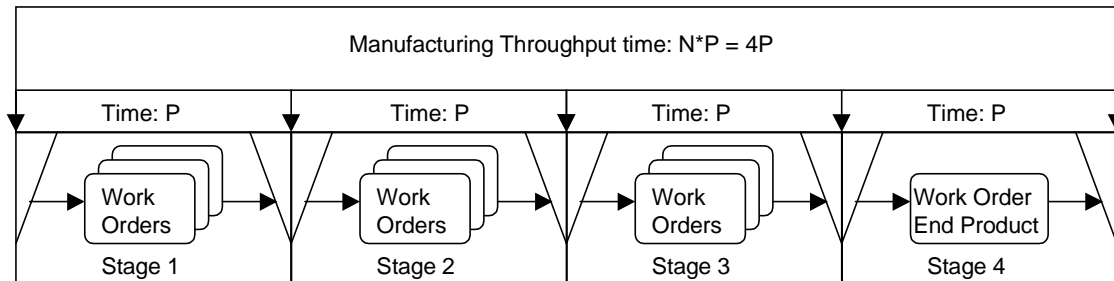 Manufacturing Throughput time: N*P = 4P
Time: P
Time: P
Time: P
Time: P
Work
Orders
Work
Orders
Work
Orders
Work Order
End Product
Stage 1
Stage 2
Stage 3
Stage 4